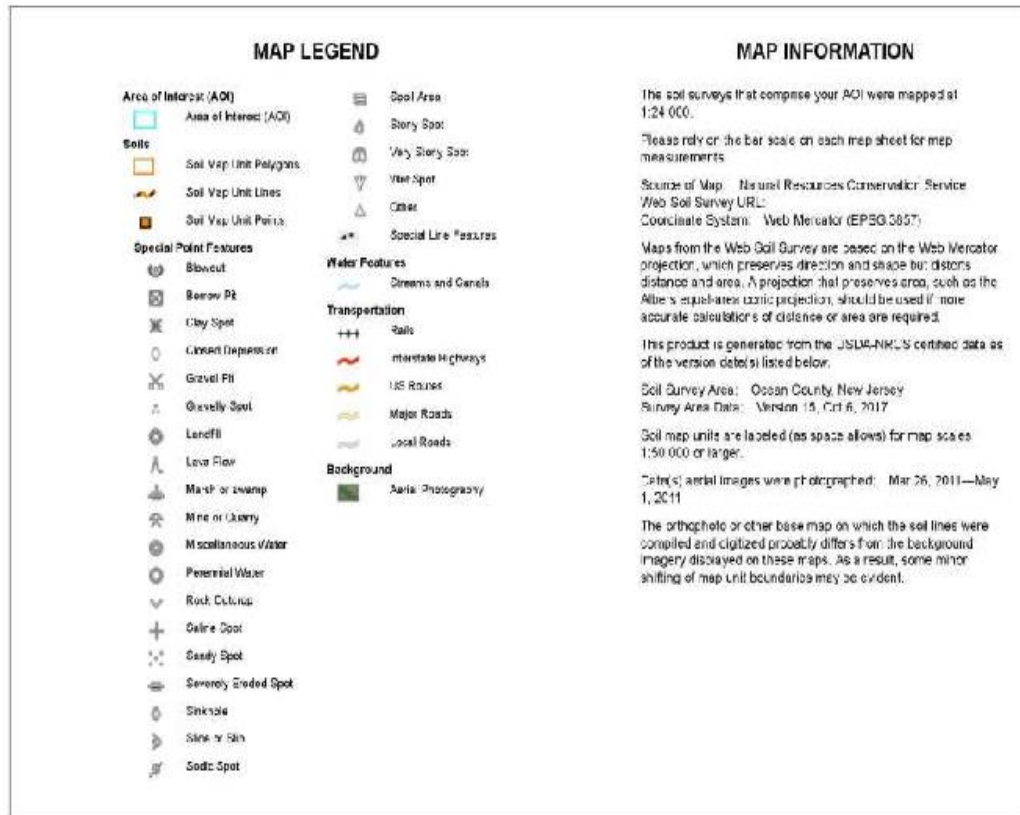 MAP LEGEND
Area of Interest (AOI)
Area of Interest (AOI)
Soils
Soil Map Unit Polygons
Soil Map Unit Lines
Soil Map Unit Points
Special Point Features
Blowout
Borrow Pit
Clay Spot
Closed Depression
Gravel Pit
Gravelly Spot
Landfill
Lava Flow
Marsh or swamp
Mine or Quarry
Miscellaneous Water
Perennial Water
Rock Outcrop
Saline Spot
Sandy Spot
Severely Eroded Spot
Sinkhole
Slide or Slip
Sodic Spot
Spoil Area
Stony Spot
Very Stony Spot
Wet Spot
Other
Special Line Features
Water Features
Streams and Canals
Transportation
Rails
Interstate Highways
US Routes
Major Roads
Local Roads
Background
Aerial Photography
MAP INFORMATION
The soil surveys that comprise your AOI were mapped at
1:24,000.
Please rely on the bar scale on each map sheet for map
measurements.
Source of Map: Natural Resources Conservation Service
Web Soil Survey URL:
Coordinate System: Web Mercator (EPSG:3857)
Maps from the Web Soil Survey are based on the Web Mercator
projection, which preserves direction and shape but distorts
distance and area. A projection that preserves area, such as the
Albers equal-area conic projection, should be used if more
accurate calculations of distance or area are required.
This product is generated from the USDA-NRCS certified data as
of the version date(s) listed below.
Soil Survey Area: Ocean County, New Jersey
Survey Area Data: Version 15, Oct 6, 2017
Soil map units are labeled (as space allows) for map scales
1:50,000 or larger.
Date(s) aerial images were photographed: Mar 26, 2011—May
1, 2011
The orthophoto or other base map on which the soil lines were
compiled and digitized probably differs from the background
imagery displayed on these maps. As a result, some minor
shifting of map unit boundaries may be evident.